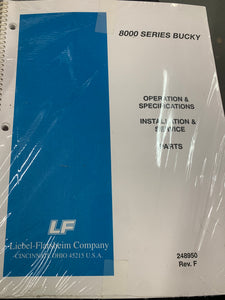 8000 SERIES BUCKY
OPERATION &
SPECIFICATIONS
INSTALLATION &
SERVICE
PARTS
LF
Liebel-Flarsheim Company
CINCINNATI, OHIO 45215 U.S.A.
248950
Rev. F